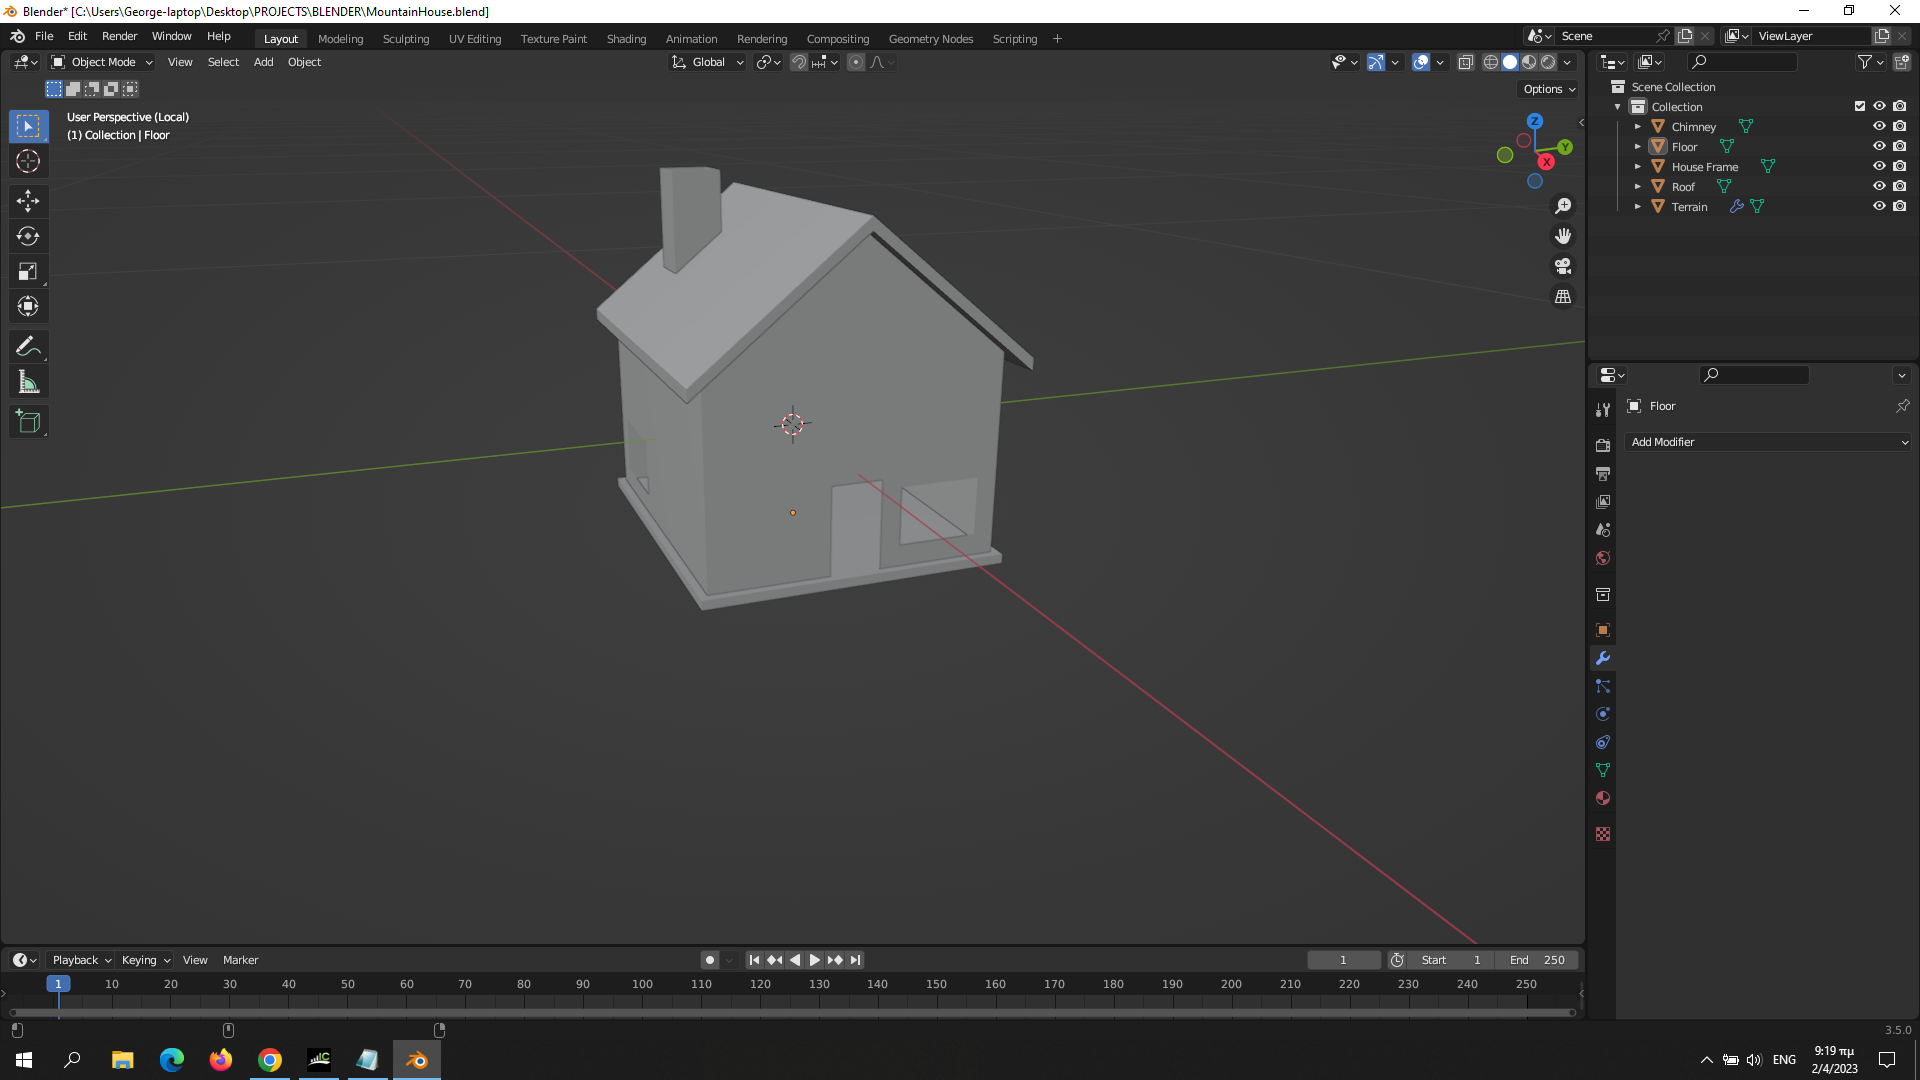 Blender* [C:\Users\George-laptop\Desktop\PROJECTS\BLENDER\MountainHouse.blend]
File Edit Render Window Help Layout Modeling Sculpting UV Editing Texture Paint Shading Animation Rendering Compositing Geometry Nodes Scripting + Scene ViewLayer
Object Mode View Select Add Object Global
Options
User Perspective (Local)
(1) Collection | Floor
Z
Y
X
Scene Collection
Collection
Chimney
Floor
House Frame
Roof
Terrain
Floor
Add Modifier
Playback Keying View Marker 1 Start 1 End 250
1 10 20 30 40 50 60 70 80 90 100 110 120 130 140 150 160 170 180 190 200 210 220 230 240 250
3.5.0
ENG
9:19 πμ
2/4/2023